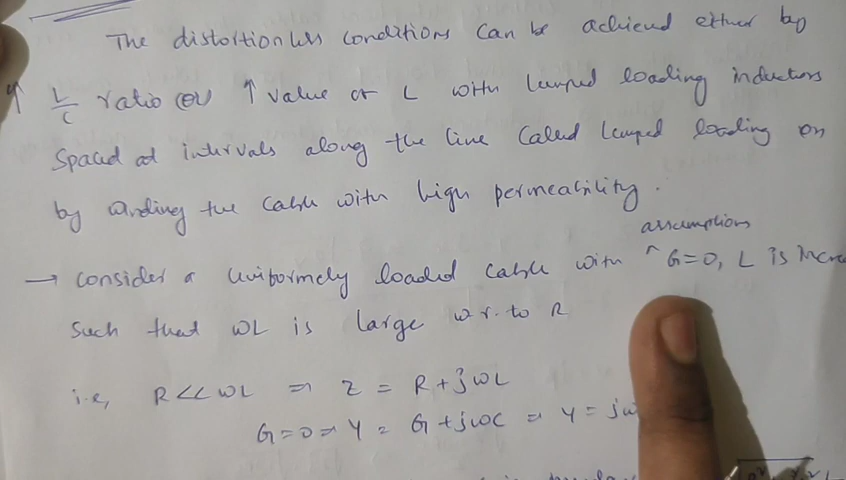 The distortionless conditions can be achieved either by
↑ L/C ratio (or) ↑ value of L with lumped loading inductors
spaced at intervals along the line called lumped loading or
by winding the cable with high permeability.
assumptions
→ consider a uniformely loaded cable with ^ G=0, L is incre
such that ωL is large w.r.to R
i.e, R<<ωL ⇒ Z = R+jωL
G=0⇒ Y = G+jωC ⇒ Y = jω